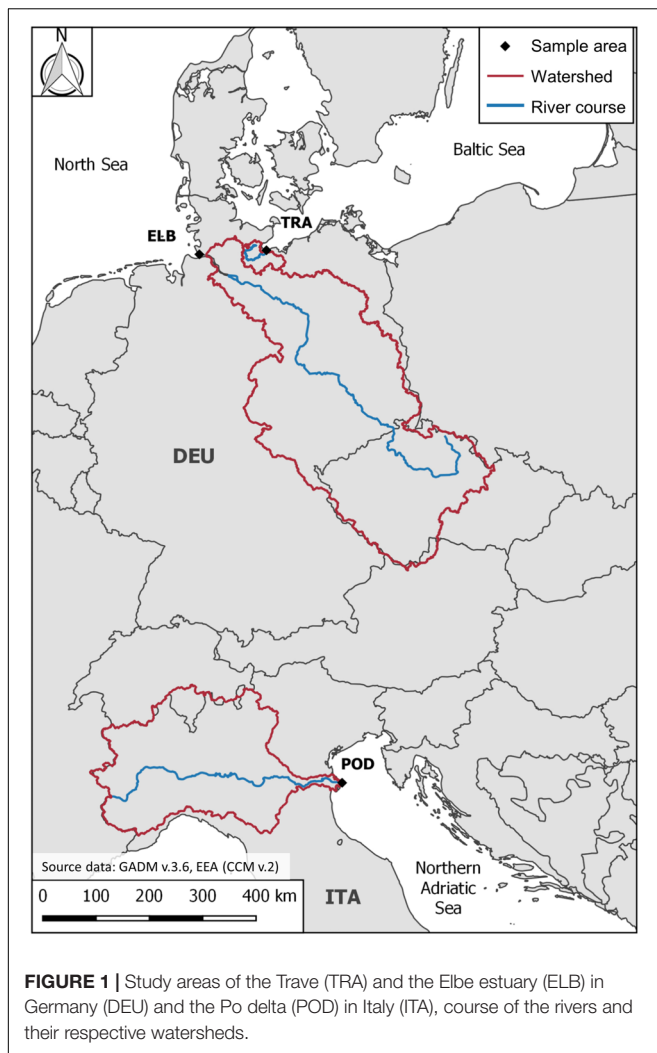 N
Sample area
Watershed
River course
North Sea
Baltic Sea
TRA
ELB
DEU
POD
Source data: GADM v.3.6, EEA (CCM v.2)
0 100 200 300 400 km
ITA
Northern
Adriatic
Sea
FIGURE 1 | Study areas of the Trave (TRA) and the Elbe estuary (ELB) in
Germany (DEU) and the Po delta (POD) in Italy (ITA), course of the rivers and
their respective watersheds.